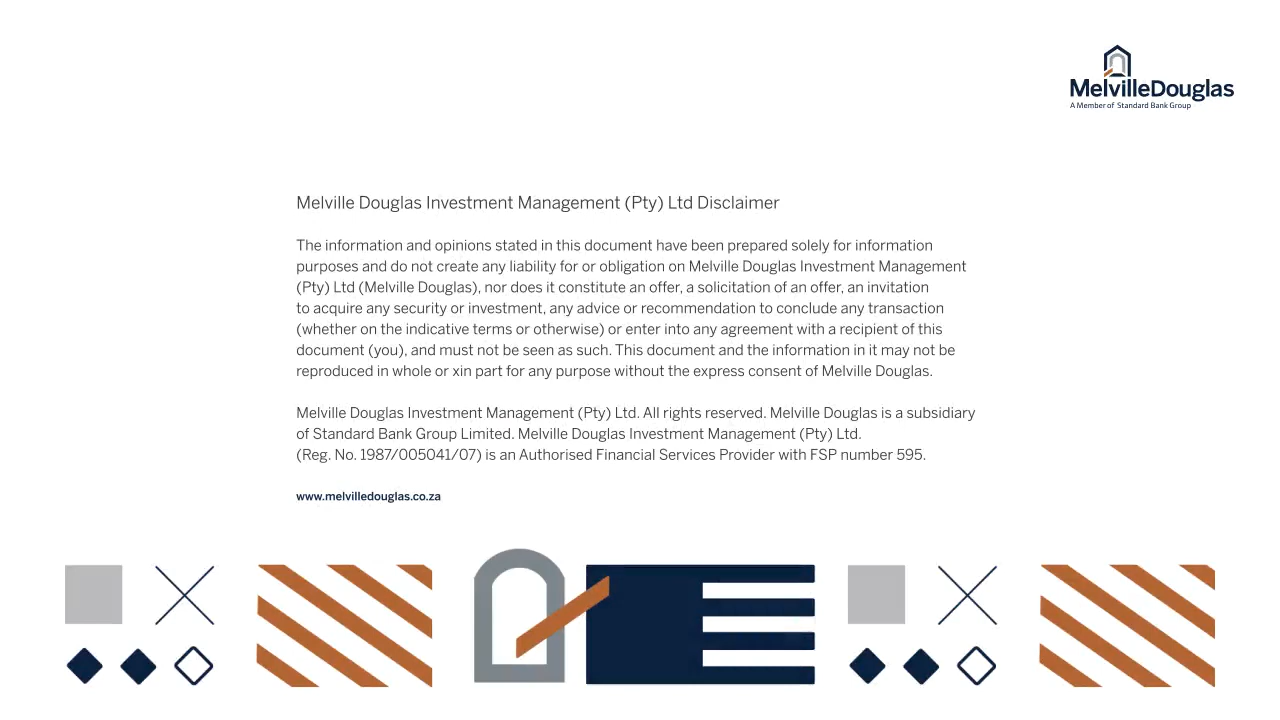 MelvilleDouglas
A Member of Standard Bank Group
Melville Douglas Investment Management (Pty) Ltd Disclaimer
The information and opinions stated in this document have been prepared solely for information
purposes and do not create any liability for or obligation on Melville Douglas Investment Management
(Pty) Ltd (Melville Douglas), nor does it constitute an offer, a solicitation of an offer, an invitation
to acquire any security or investment, any advice or recommendation to conclude any transaction
(whether on the indicative terms or otherwise) or enter into any agreement with a recipient of this
document (you), and must not be seen as such. This document and the information in it may not be
reproduced in whole or xin part for any purpose without the express consent of Melville Douglas.
Melville Douglas Investment Management (Pty) Ltd. All rights reserved. Melville Douglas is a subsidiary
of Standard Bank Group Limited. Melville Douglas Investment Management (Pty) Ltd.
(Reg. No. 1987/005041/07) is an Authorised Financial Services Provider with FSP number 595.
www.melvilledouglas.co.za